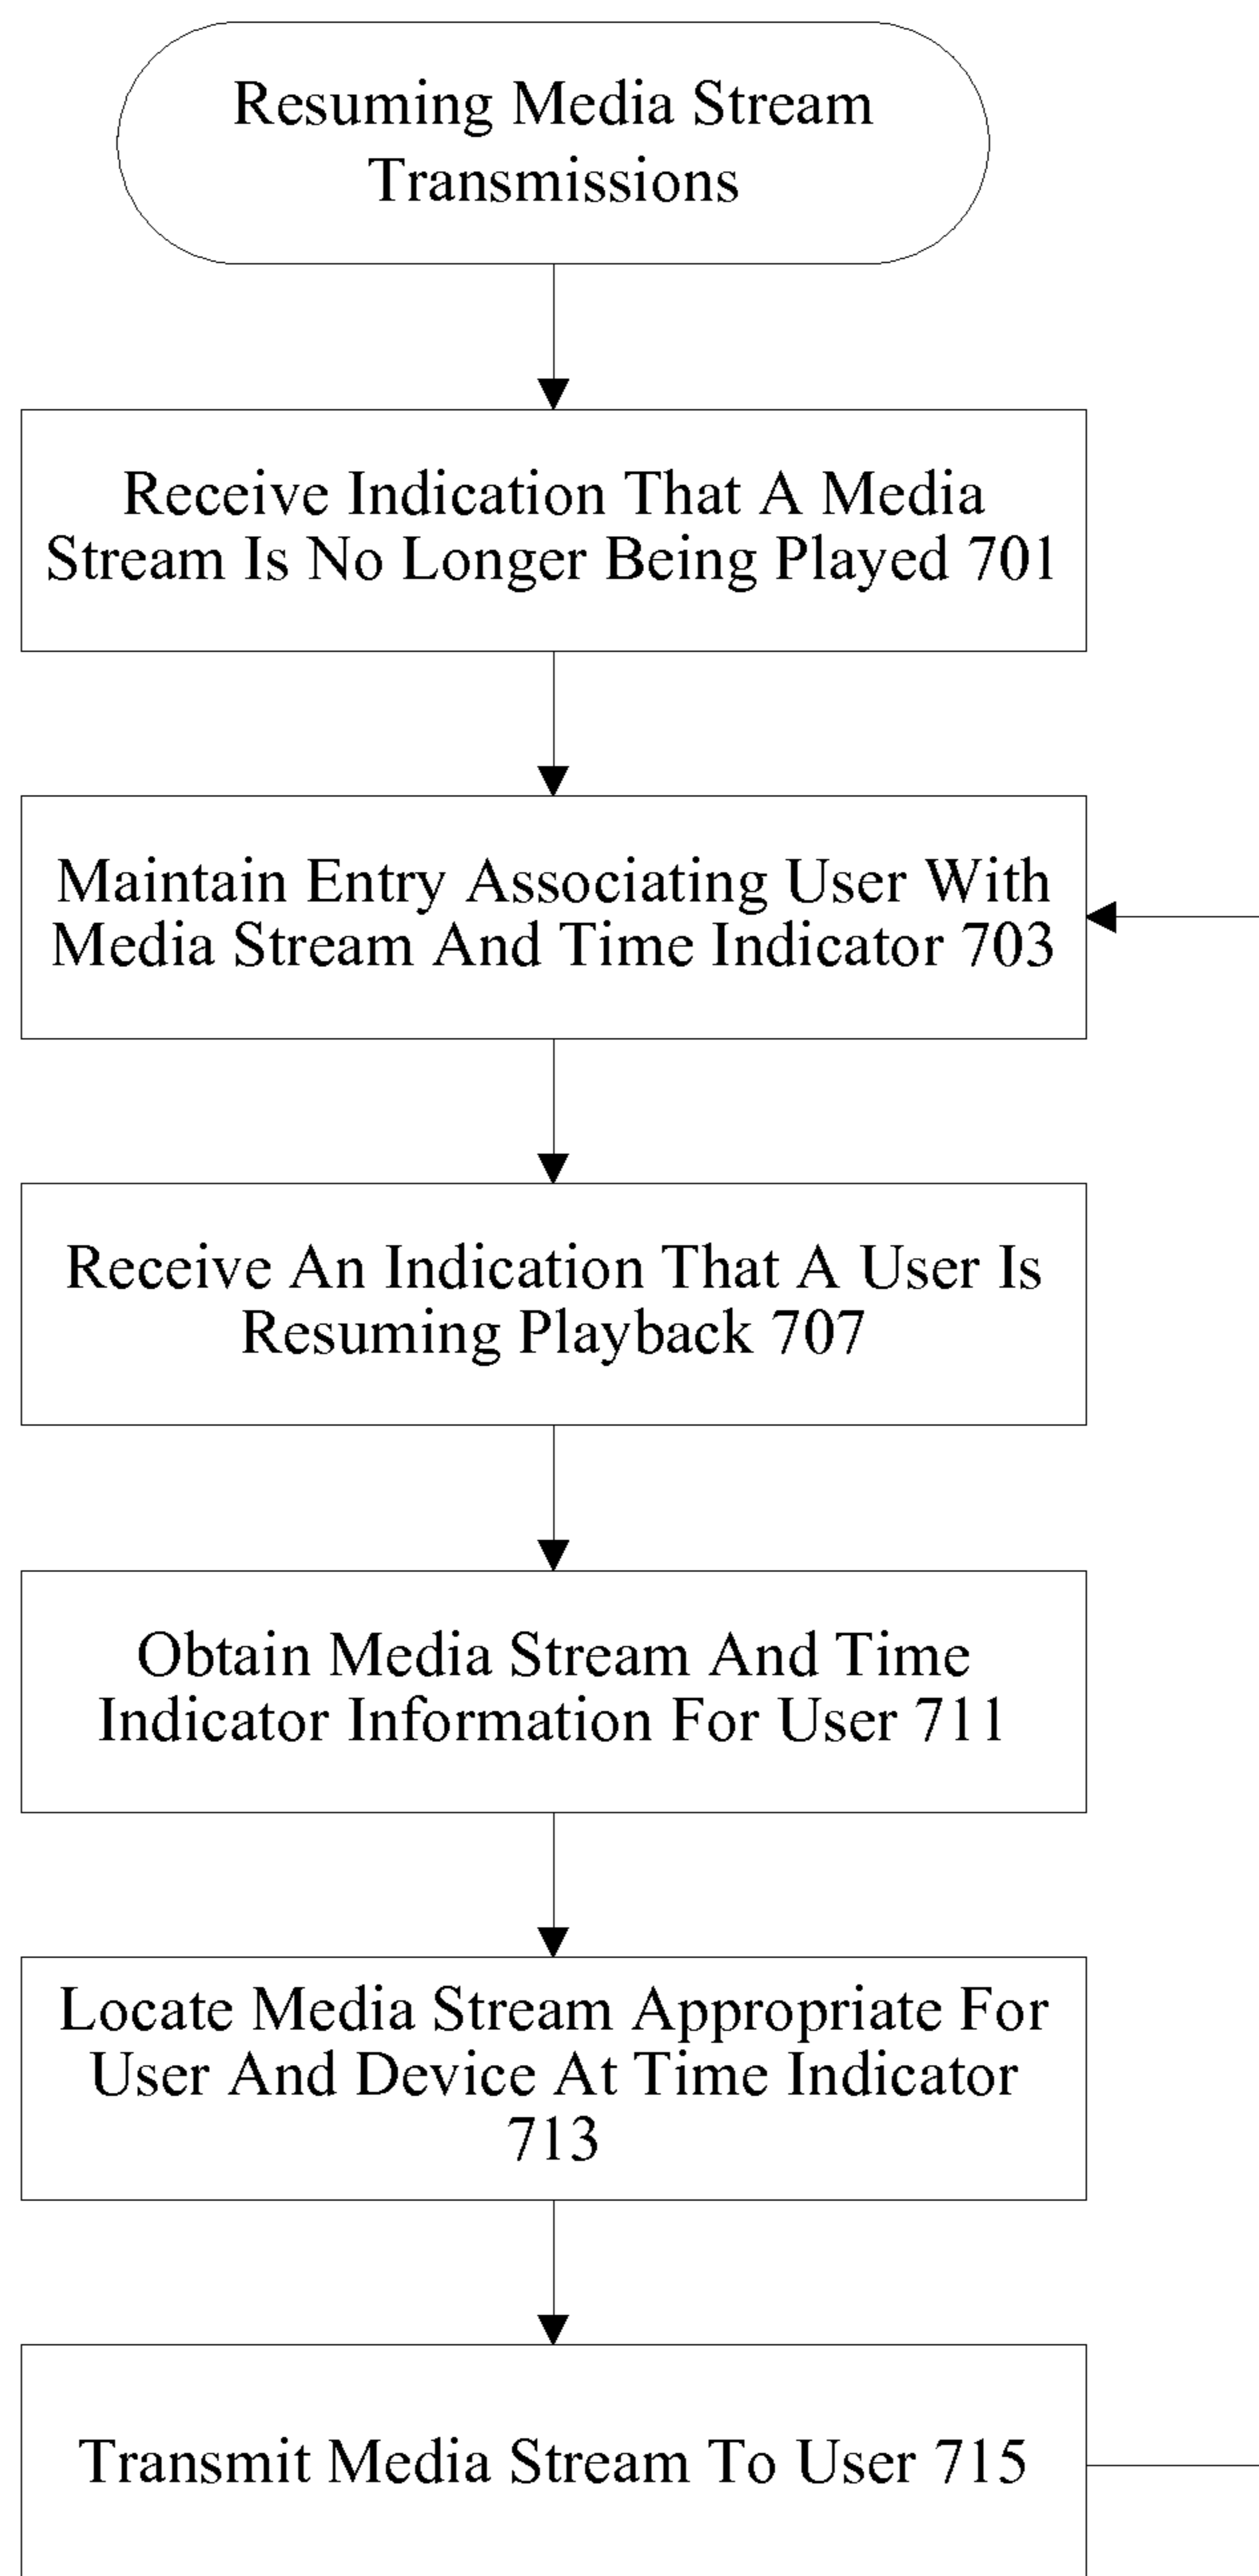 Resuming Media Stream
Transmissions
Receive Indication That A Media
Stream Is No Longer Being Played 701
Maintain Entry Associating User With
Media Stream And Time Indicator 703
Receive An Indication That A User Is
Resuming Playback 707
Obtain Media Stream And Time
Indicator Information For User 711
Locate Media Stream Appropriate For
User And Device At Time Indicator
713
Transmit Media Stream To User 715